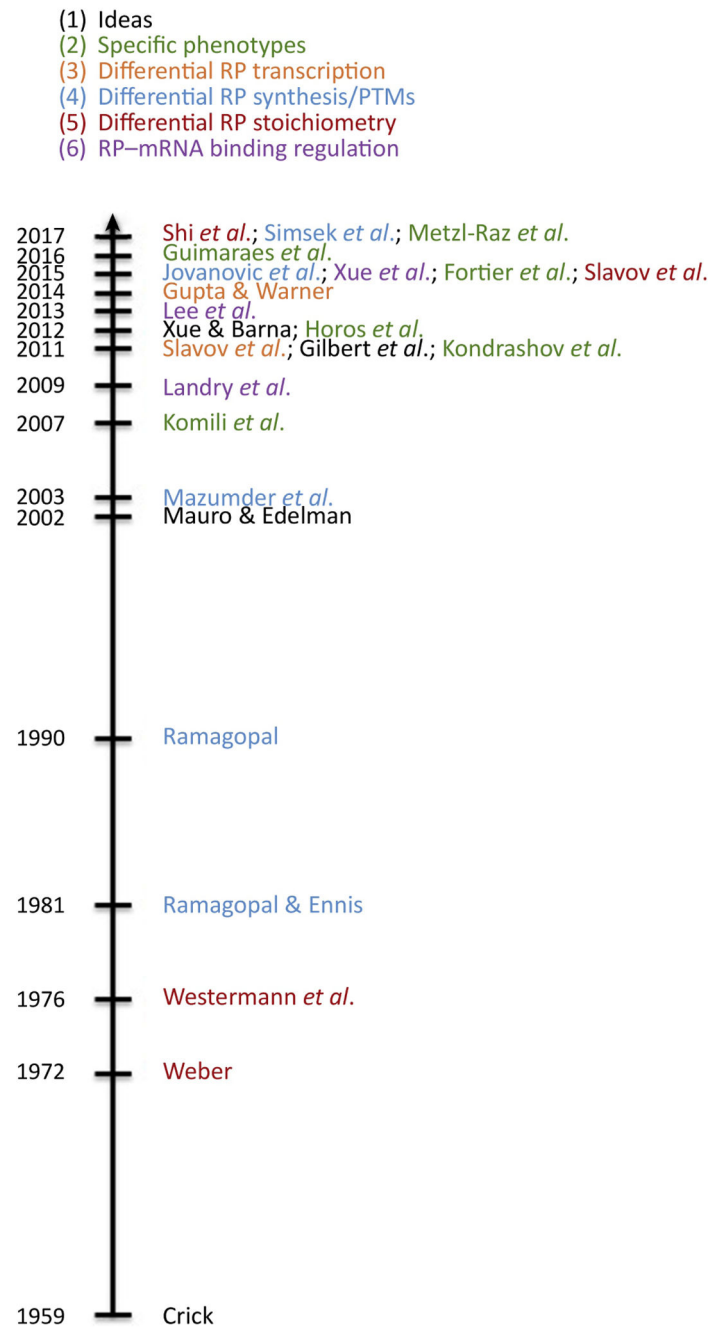 (1) Ideas
(2) Specific phenotypes
(3) Differential RP transcription
(4) Differential RP synthesis/PTMs
(5) Differential RP stoichiometry
(6) RP–mRNA binding regulation
2017 Shi et al.; Simsek et al.; Metzl-Raz et al.
2016 Guimaraes et al.
2015 Jovanovic et al.; Xue et al.; Fortier et al.; Slavov et al.
2014 Gupta & Warner
2013 Lee et al.
2012 Xue & Barna; Horos et al.
2011 Slavov et al.; Gilbert et al.; Kondrashov et al.
2009 Landry et al.
2007 Komili et al.
2003 Mazumder et al.
2002 Mauro & Edelman
1990 Ramagopal
1981 Ramagopal & Ennis
1976 Westermann et al.
1972 Weber
1959 Crick